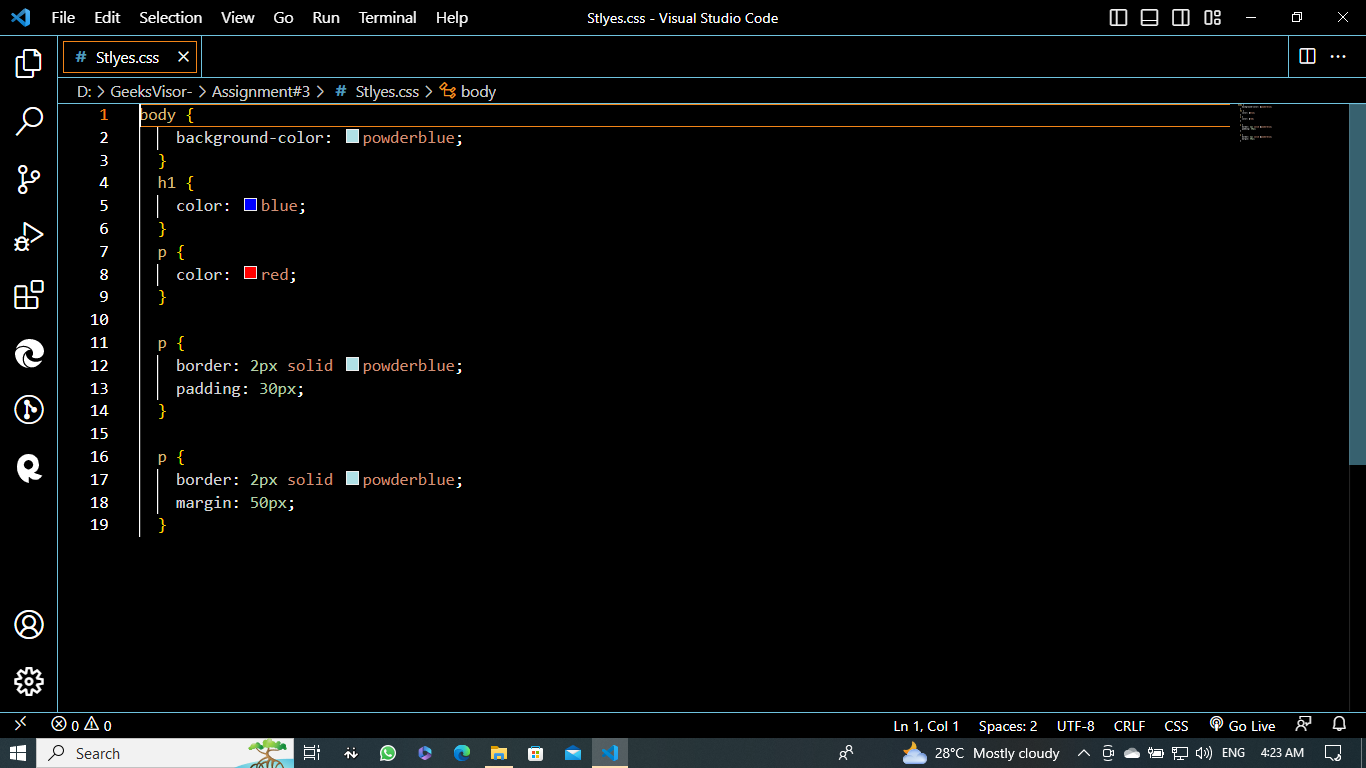 File Edit Selection View Go Run Terminal Help Stlyes.css - Visual Studio Code
# Stlyes.css
D: > GeeksVisor- > Assignment#3 > # Stlyes.css > body
1 body {
2 background-color: powderblue;
3 }
4 h1 {
5 color: blue;
6 }
7 p {
8 color: red;
9 }
10
11 p {
12 border: 2px solid powderblue;
13 padding: 30px;
14 }
15
16 p {
17 border: 2px solid powderblue;
18 margin: 50px;
19 }
0 0 Ln 1, Col 1 Spaces: 2 UTF-8 CRLF CSS Go Live
Search 28°C Mostly cloudy ENG 4:23 AM